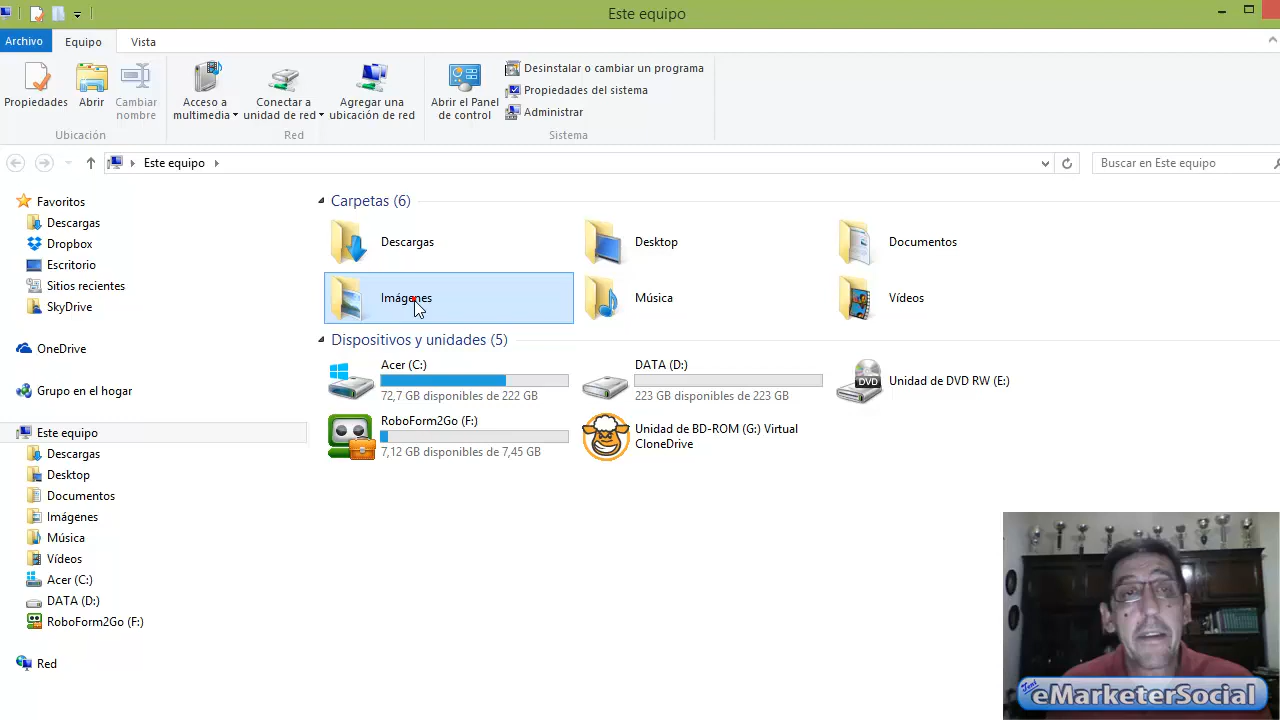 Este equipo
Archivo
Equipo
Vista
Propiedades
Abrir
Cambiar
nombre
Ubicación
Acceso a
multimedia
Conectar a
unidad de red
Agregar una
ubicación de red
Red
Abrir el Panel
de control
Desinstalar o cambiar un programa
Propiedades del sistema
Administrar
Sistema
Este equipo
Buscar en Este equipo
Favoritos
Descargas
Dropbox
Escritorio
Sitios recientes
SkyDrive
OneDrive
Grupo en el hogar
Este equipo
Descargas
Desktop
Documentos
Imágenes
Música
Vídeos
Acer (C:)
DATA (D:)
RoboForm2Go (F:)
Red
Carpetas (6)
Descargas
Desktop
Documentos
Imágenes
Música
Vídeos
Dispositivos y unidades (5)
Acer (C:)
72,7 GB disponibles de 222 GB
DATA (D:)
223 GB disponibles de 223 GB
DVD
Unidad de DVD RW (E:)
RoboForm2Go (F:)
7,12 GB disponibles de 7,45 GB
Unidad de BD-ROM (G:) Virtual
CloneDrive
Toni
eMarketerSocial